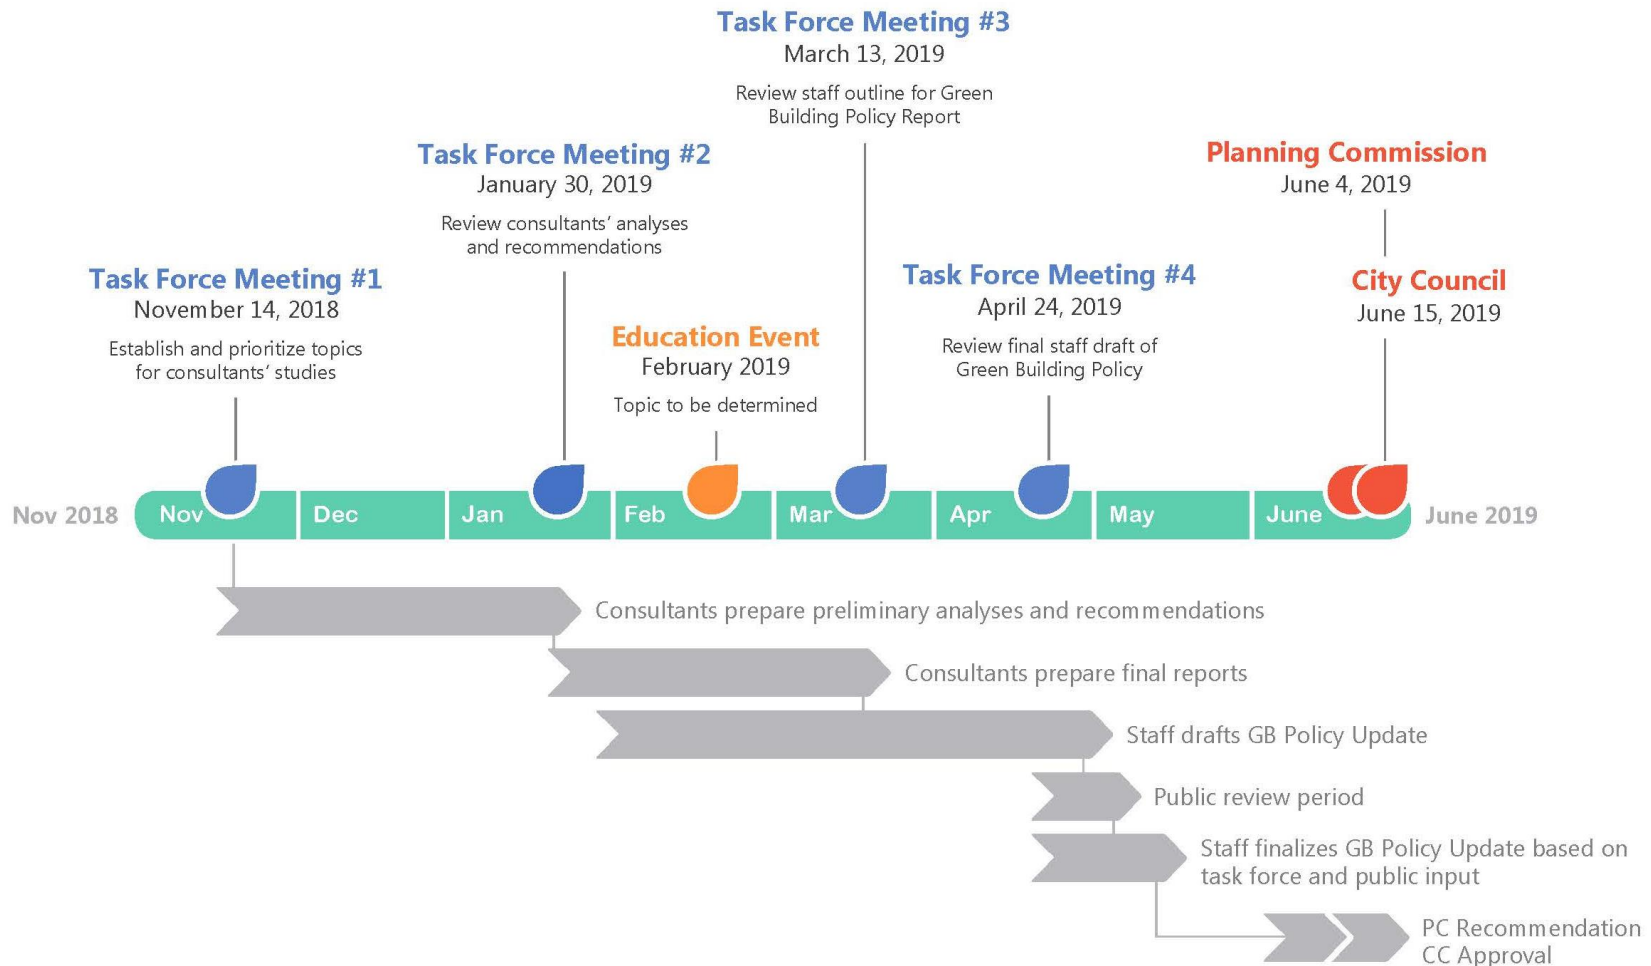 Task Force Meeting #3
March 13, 2019
Review staff outline for Green
Building Policy Report
Task Force Meeting #2
January 30, 2019
Review consultants’ analyses
and recommendations
Planning Commission
June 4, 2019
Task Force Meeting #1
November 14, 2018
Establish and prioritize topics
for consultants’ studies
Task Force Meeting #4
April 24, 2019
Review final staff draft of
Green Building Policy
City Council
June 15, 2019
Education Event
February 2019
Topic to be determined
Nov 2018
Nov
Dec
Jan
Feb
Mar
Apr
May
June
June 2019
Consultants prepare preliminary analyses and recommendations
Consultants prepare final reports
Staff drafts GB Policy Update
Public review period
Staff finalizes GB Policy Update based on
task force and public input
PC Recommendation
CC Approval